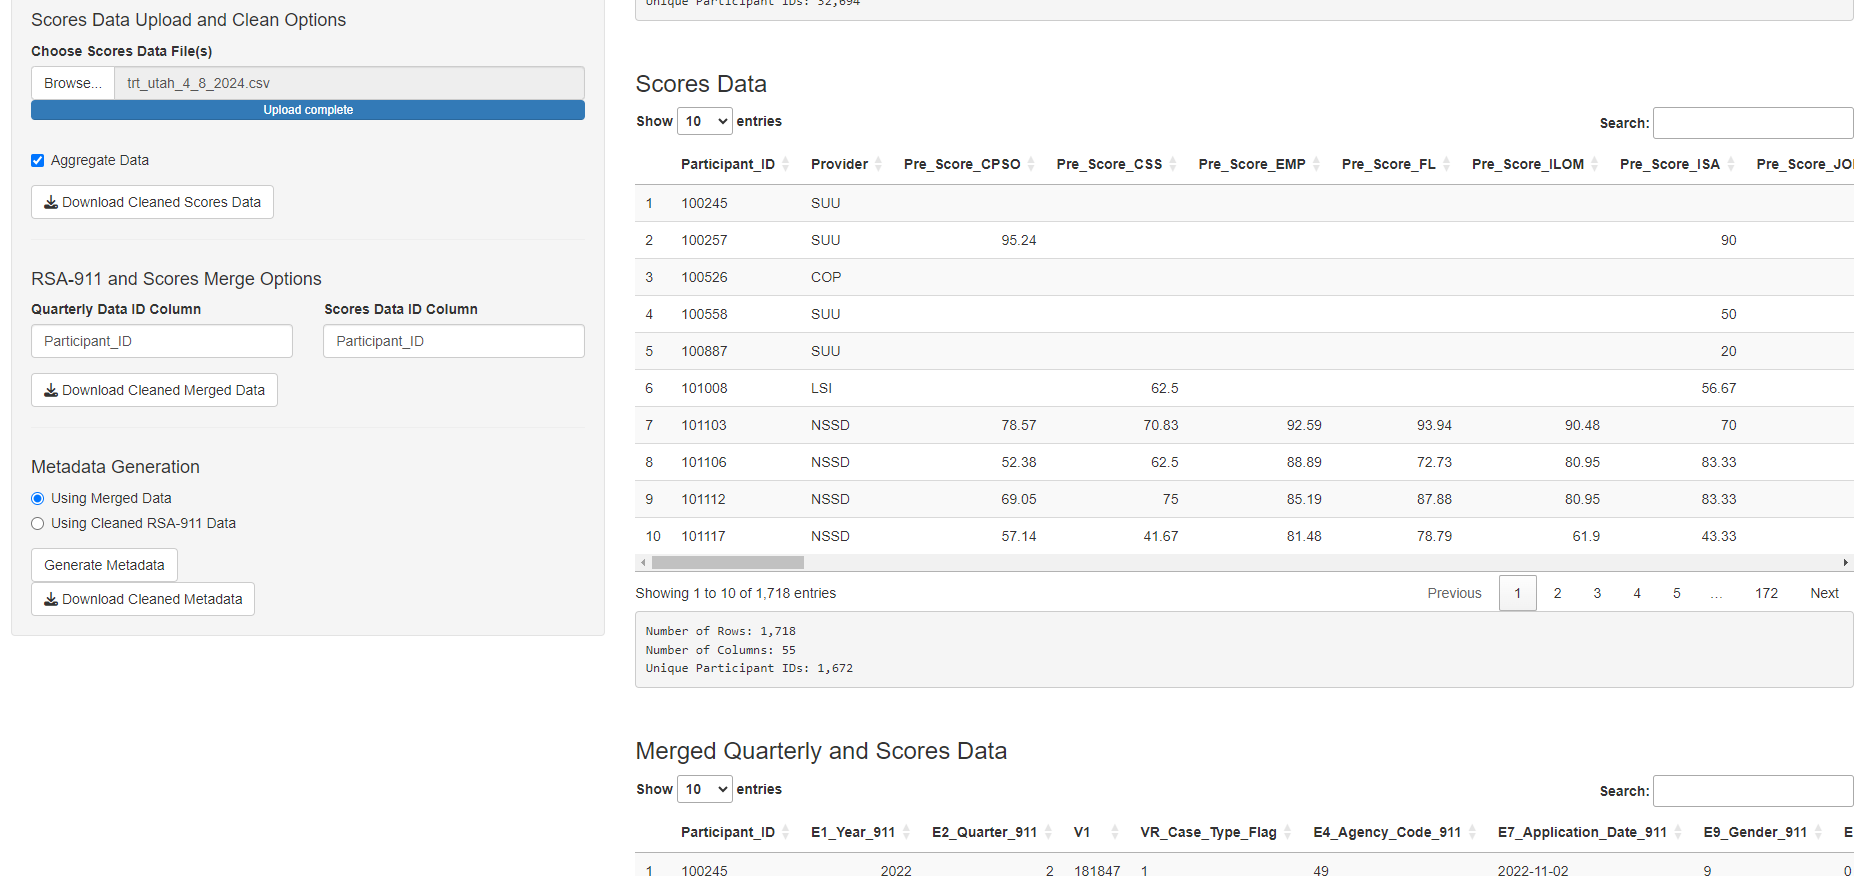 Scores Data Upload and Clean Options
Choose Scores Data File(s)
Browse... trt_utah_4_8_2024.csv
Upload complete
Aggregate Data
Download Cleaned Scores Data
RSA-911 and Scores Merge Options
Quarterly Data ID Column Scores Data ID Column
Participant_ID Participant_ID
Download Cleaned Merged Data
Metadata Generation
Using Merged Data
Using Cleaned RSA-911 Data
Generate Metadata
Download Cleaned Metadata
Unique Participant IDs: 32,694
Scores Data
Show 10 entries Search:
Participant_ID Provider Pre_Score_CPSO Pre_Score_CSS Pre_Score_EMP Pre_Score_FL Pre_Score_ILOM Pre_Score_ISA Pre_Score_JO
1 100245 SUU
2 100257 SUU 95.24 90
3 100526 COP
4 100558 SUU 50
5 100887 SUU 20
6 101008 LSI 62.5 56.67
7 101103 NSSD 78.57 70.83 92.59 93.94 90.48 70
8 101106 NSSD 52.38 62.5 88.89 72.73 80.95 83.33
9 101112 NSSD 69.05 75 85.19 87.88 80.95 83.33
10 101117 NSSD 57.14 41.67 81.48 78.79 61.9 43.33
Showing 1 to 10 of 1,718 entries Previous 1 2 3 4 5 … 172 Next
Number of Rows: 1,718
Number of Columns: 55
Unique Participant IDs: 1,672
Merged Quarterly and Scores Data
Show 10 entries Search:
Participant_ID E1_Year_911 E2_Quarter_911 V1 VR_Case_Type_Flag E4_Agency_Code_911 E7_Application_Date_911 E9_Gender_911 E
1 100245 2022 2 181847 1 49 2022-11-02 9 0